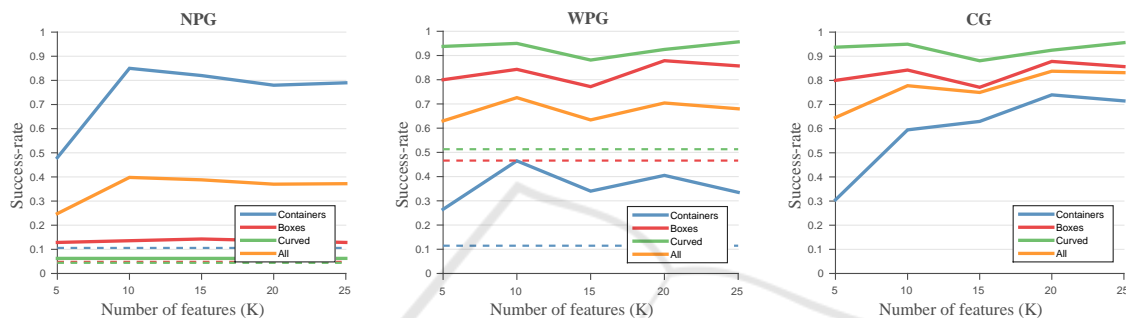 NPG
1
0.9
0.8
0.7
0.6
0.5
0.4
0.3
0.2
0.1
0
Success-rate
Containers
Boxes
Curved
All
5 10 15 20 25
Number of features (K)
WPG
1
0.9
0.8
0.7
0.6
0.5
0.4
0.3
0.2
0.1
0
Success-rate
Containers
Boxes
Curved
All
5 10 15 20 25
Number of features (K)
CG
1
0.9
0.8
0.7
0.6
0.5
0.4
0.3
0.2
0.1
0
Success-rate
Containers
Boxes
Curved
All
5 10 15 20 25
Number of features (K)